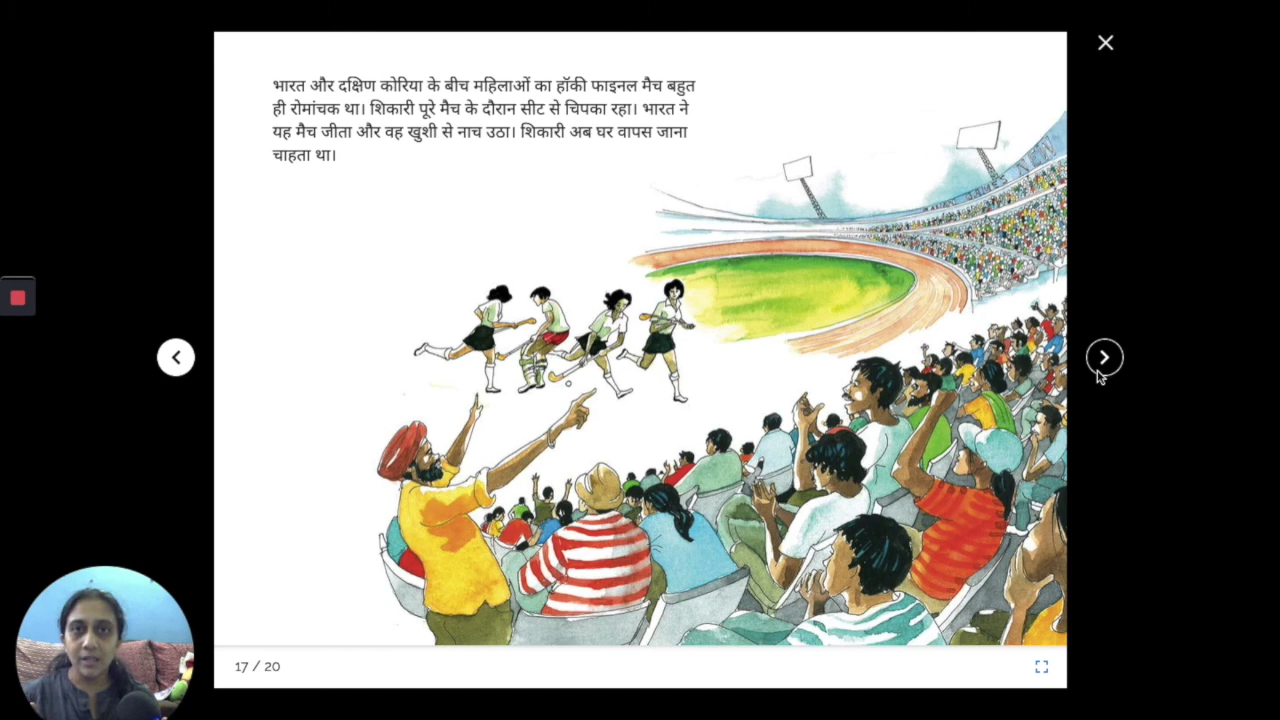 भारत और दक्षिण कोरिया के बीच महिलाओं का हॉकी फाइनल मैच बहुत
ही रोमांचक था। शिकारी पूरे मैच के दौरान सीट से चिपका रहा। भारत ने
यह मैच जीता और वह खुशी से नाच उठा। शिकारी अब घर वापस जाना
चाहता था।
17 / 20